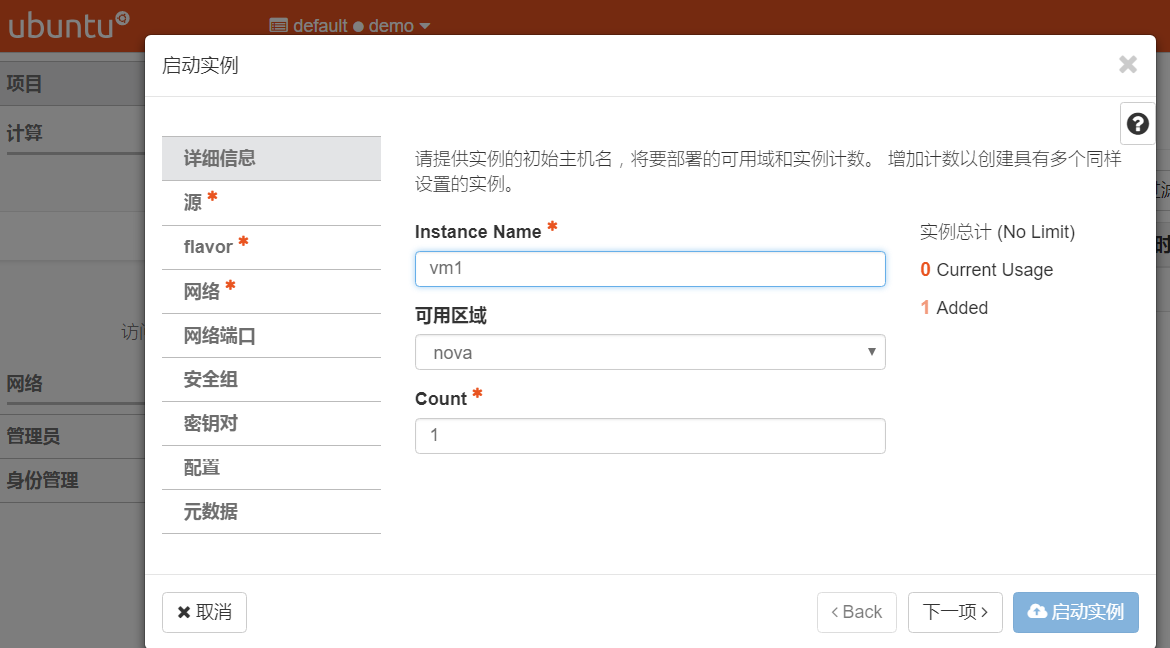 ubuntu
default demo
启动实例
项目
计算
详细信息
请提供实例的初始主机名，将要部署的可用域和实例计数。 增加计数以创建具有多个同样
设置的实例。
源 *
flavor *
网络 *
网络端口
安全组
密钥对
配置
元数据
Instance Name *
vm1
可用区域
nova
Count *
1
实例总计 (No Limit)
0 Current Usage
1 Added
访问
网络
管理员
身份管理
取消
Back
下一项
启动实例